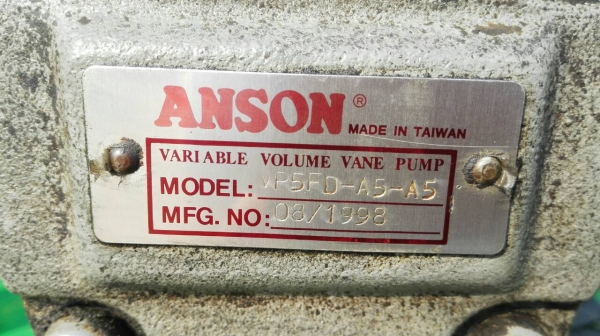 ANSON®
MADE IN TAIWAN
VARIABLE VOLUME VANE PUMP
MODEL: VP5FD-A5-A5
MFG. NO: 08/1998